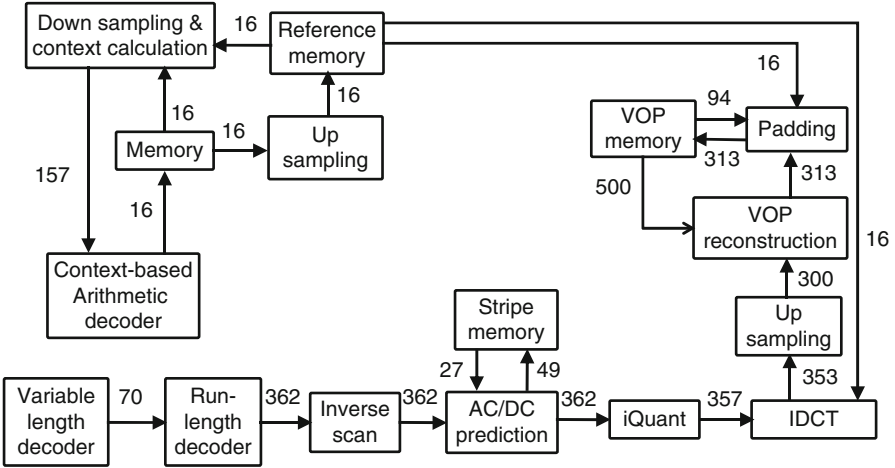 Down sampling &
context calculation
16
Reference
memory
16
16
16
Memory
16
Up
sampling
VOP
memory
94
Padding
313
157
16
500
313
VOP
reconstruction
16
Context-based
Arithmetic
decoder
300
Stripe
memory
Up
sampling
27
49
353
Variable
length
decoder
70
Run-
length
decoder
362
Inverse
scan
362
AC/DC
prediction
362
iQuant
357
IDCT